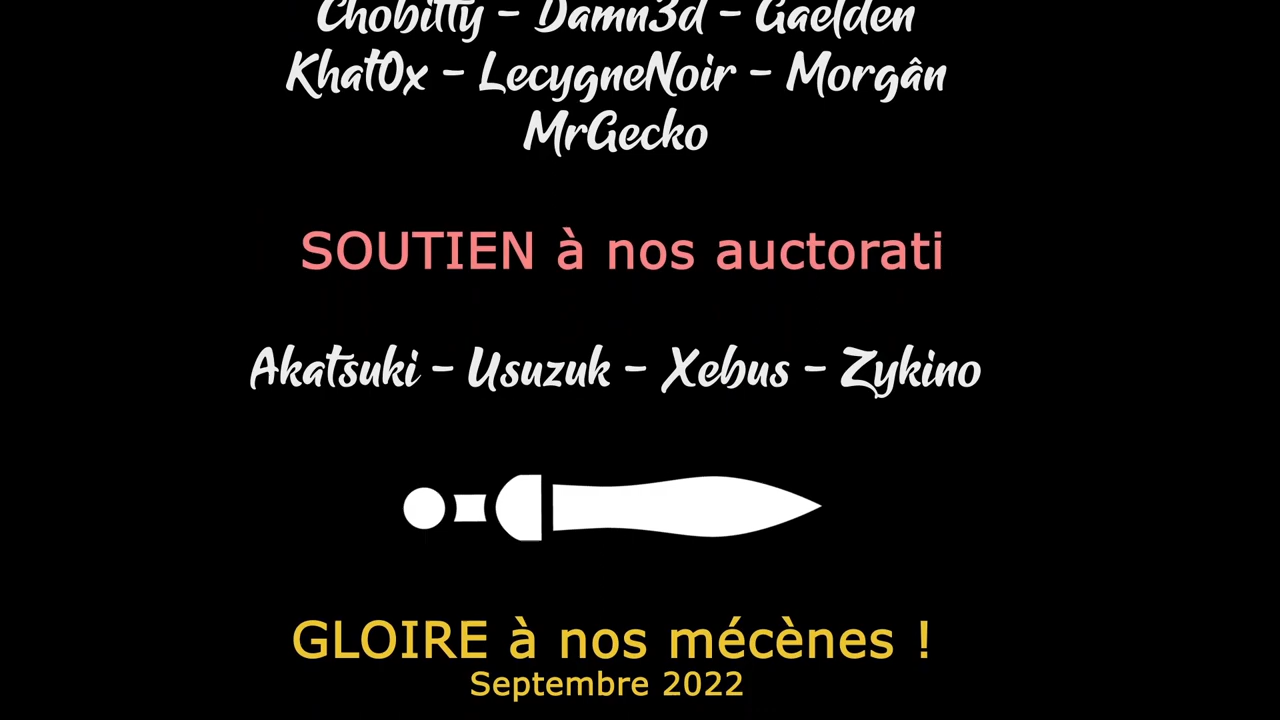 Chobitty - Damn3d - Gaelden
Khat0x - LecygneNoir - Morgân
MrGecko
SOUTIEN à nos auctorati
Akatsuki - Usuzuk - Xebus - Zykino
GLOIRE à nos mécènes !
Septembre 2022